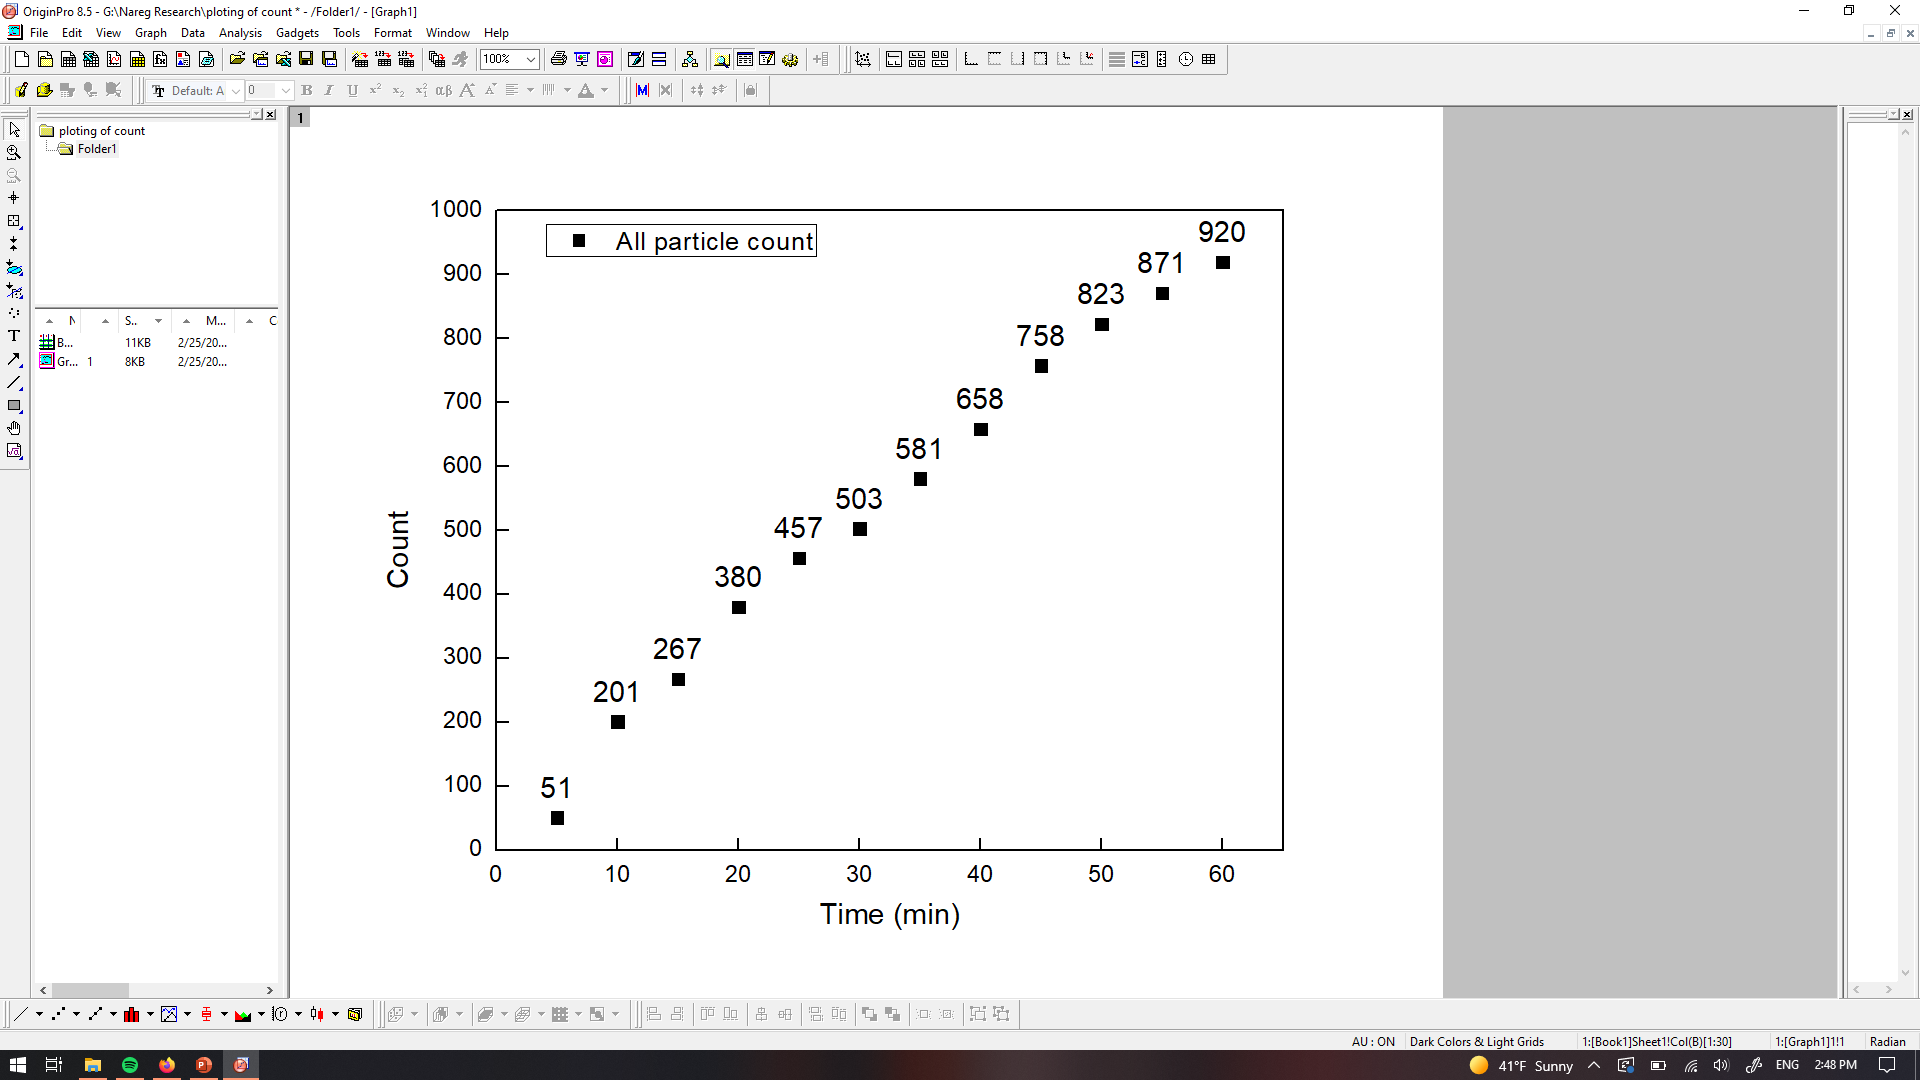 OriginPro 8.5 - G:\Nareg Research\ploting of count * - /Folder1/ - [Graph1]
File Edit View Graph Data Analysis Gadgets Tools Format Window Help
100%
Default: A 0 B I U x² x₂ αβ A A A M
ploting of count
Folder1
N S.. M... C
B... 11KB 2/25/20...
Gr... 1 8KB 2/25/20...
1
1000
900
800
700
600
500
400
300
200
100
0
Count
All particle count
920
871
823
758
658
581
503
457
380
267
201
51
0 10 20 30 40 50 60
Time (min)
AU : ON Dark Colors & Light Grids 1:[Book1]Sheet1!Col(B)[1:30] 1:[Graph1]1!1 Radian
41°F Sunny ENG 2:48 PM